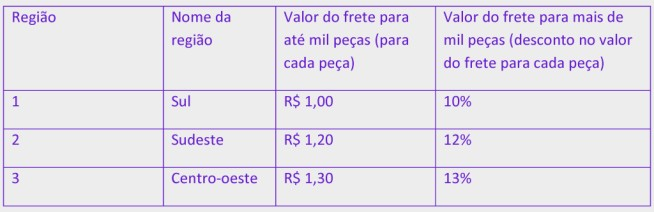 Região Nome da região Valor do frete para até mil peças (para cada peça) Valor do frete para mais de mil peças (desconto no valor do frete para cada peça)
1 Sul R$ 1,00 10%
2 Sudeste R$ 1,20 12%
3 Centro-oeste R$ 1,30 13%